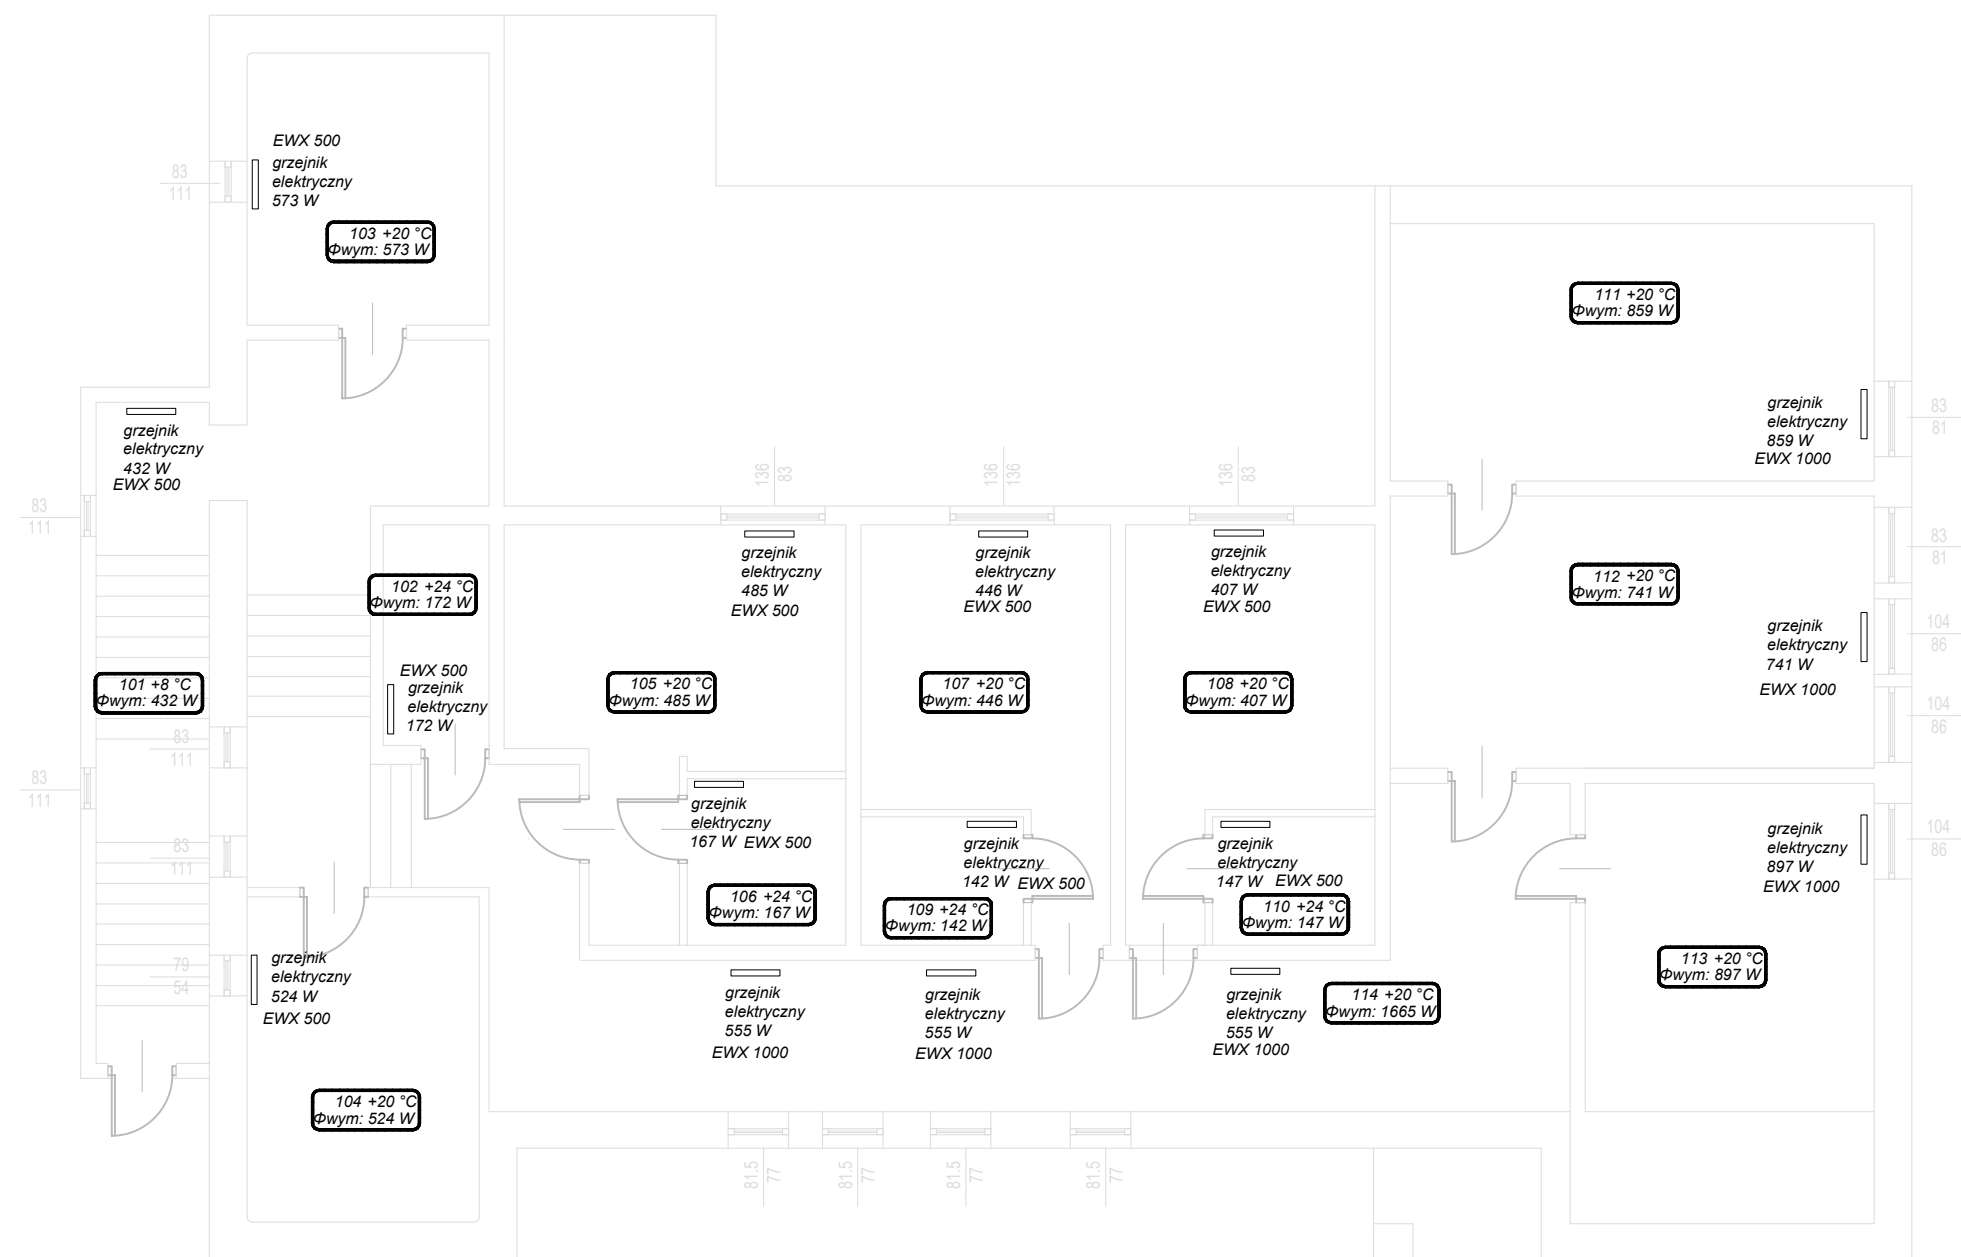 EWX 500
grzejnik
elektryczny
573 W
83
111
103 +20 °C
Φwym: 573 W
111 +20 °C
Φwym: 859 W
grzejnik
elektryczny
859 W
EWX 1000
83
81
grzejnik
elektryczny
432 W
EWX 500
83
111
136
83
136
136
136
83
grzejnik
elektryczny
485 W
EWX 500
grzejnik
elektryczny
446 W
EWX 500
grzejnik
elektryczny
407 W
EWX 500
83
81
102 +24 °C
Φwym: 172 W
112 +20 °C
Φwym: 741 W
grzejnik
elektryczny
741 W
EWX 1000
104
86
104
86
EWX 500
grzejnik
elektryczny
172 W
101 +8 °C
Φwym: 432 W
105 +20 °C
Φwym: 485 W
107 +20 °C
Φwym: 446 W
108 +20 °C
Φwym: 407 W
83
111
83
111
83
111
grzejnik
elektryczny
167 W EWX 500
grzejnik
elektryczny
142 W EWX 500
grzejnik
elektryczny
147 W EWX 500
grzejnik
elektryczny
897 W
EWX 1000
104
86
106 +24 °C
Φwym: 167 W
109 +24 °C
Φwym: 142 W
110 +24 °C
Φwym: 147 W
113 +20 °C
Φwym: 897 W
79
54
grzejnik
elektryczny
524 W
EWX 500
grzejnik
elektryczny
555 W
EWX 1000
grzejnik
elektryczny
555 W
EWX 1000
grzejnik
elektryczny
555 W
EWX 1000
114 +20 °C
Φwym: 1665 W
104 +20 °C
Φwym: 524 W
81.5
77
81.5
77
81.5
77
81.5
77